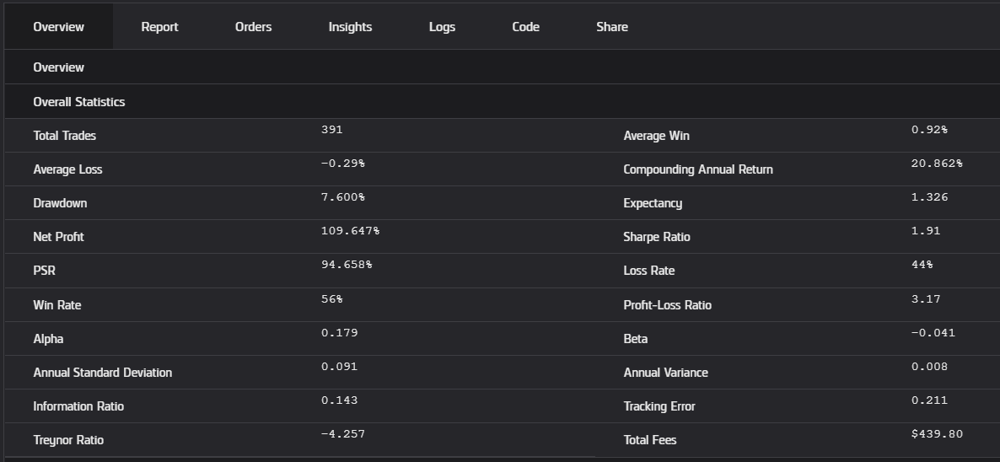 Overview Report Orders Insights Logs Code Share
Overview
Overall Statistics
Total Trades 391 Average Win 0.92%
Average Loss -0.29% Compounding Annual Return 20.862%
Drawdown 7.600% Expectancy 1.326
Net Profit 109.647% Sharpe Ratio 1.91
PSR 94.658% Loss Rate 44%
Win Rate 56% Profit-Loss Ratio 3.17
Alpha 0.179 Beta -0.041
Annual Standard Deviation 0.091 Annual Variance 0.008
Information Ratio 0.143 Tracking Error 0.211
Treynor Ratio -4.257 Total Fees $439.80